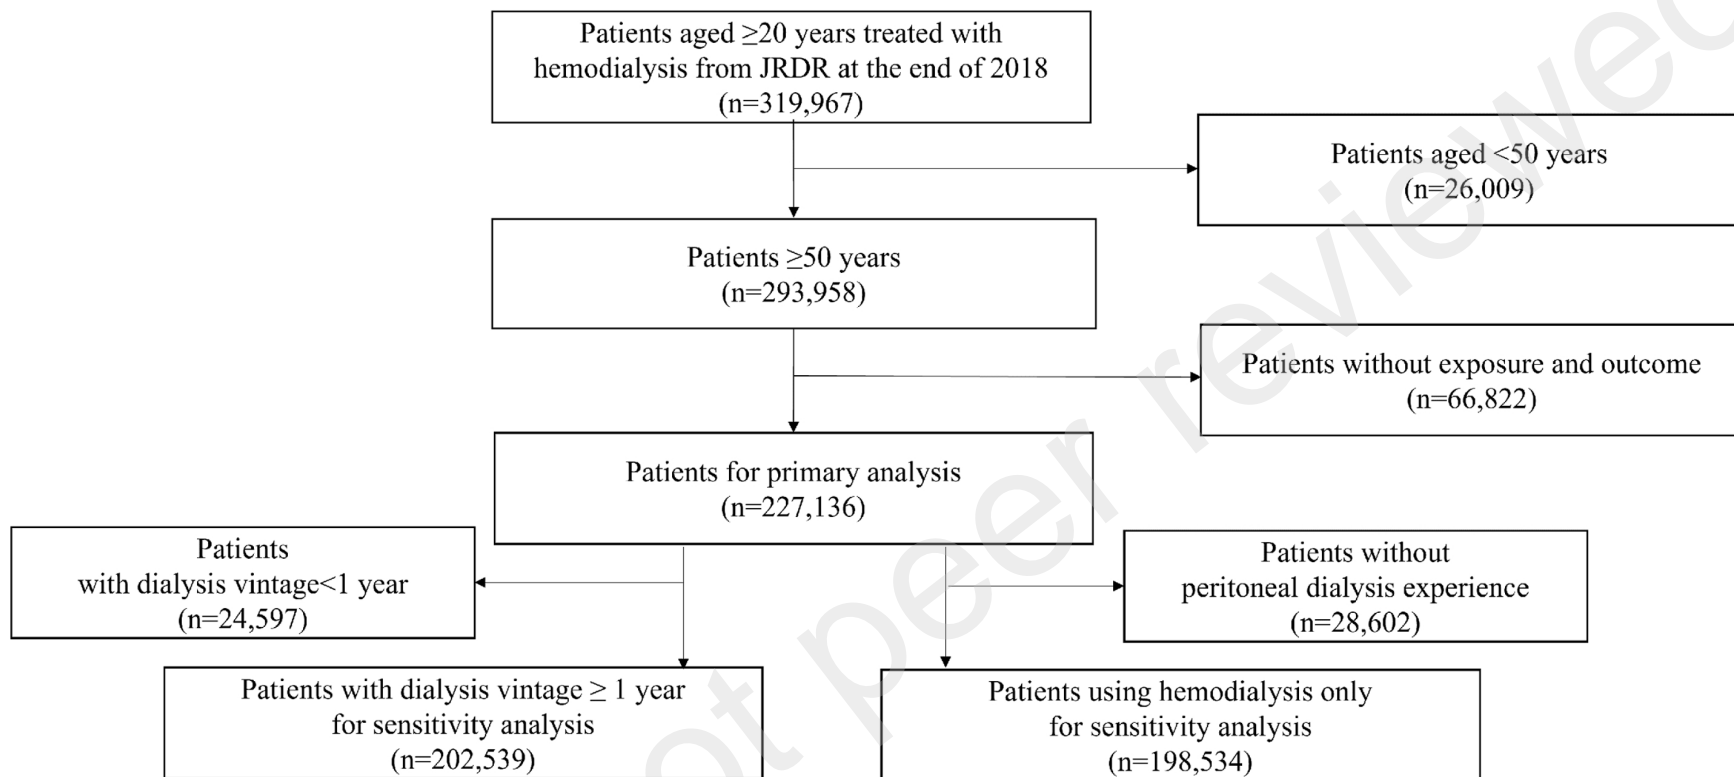 Patients aged ≥20 years treated with
hemodialysis from JRDR at the end of 2018
(n=319,967)
Patients aged <50 years
(n=26,009)
Patients ≥50 years
(n=293,958)
Patients without exposure and outcome
(n=66,822)
Patients for primary analysis
(n=227,136)
Patients
with dialysis vintage<1 year
(n=24,597)
Patients without
peritoneal dialysis experience
(n=28,602)
Patients with dialysis vintage ≥ 1 year
for sensitivity analysis
(n=202,539)
Patients using hemodialysis only
for sensitivity analysis
(n=198,534)
ot peer reviewed